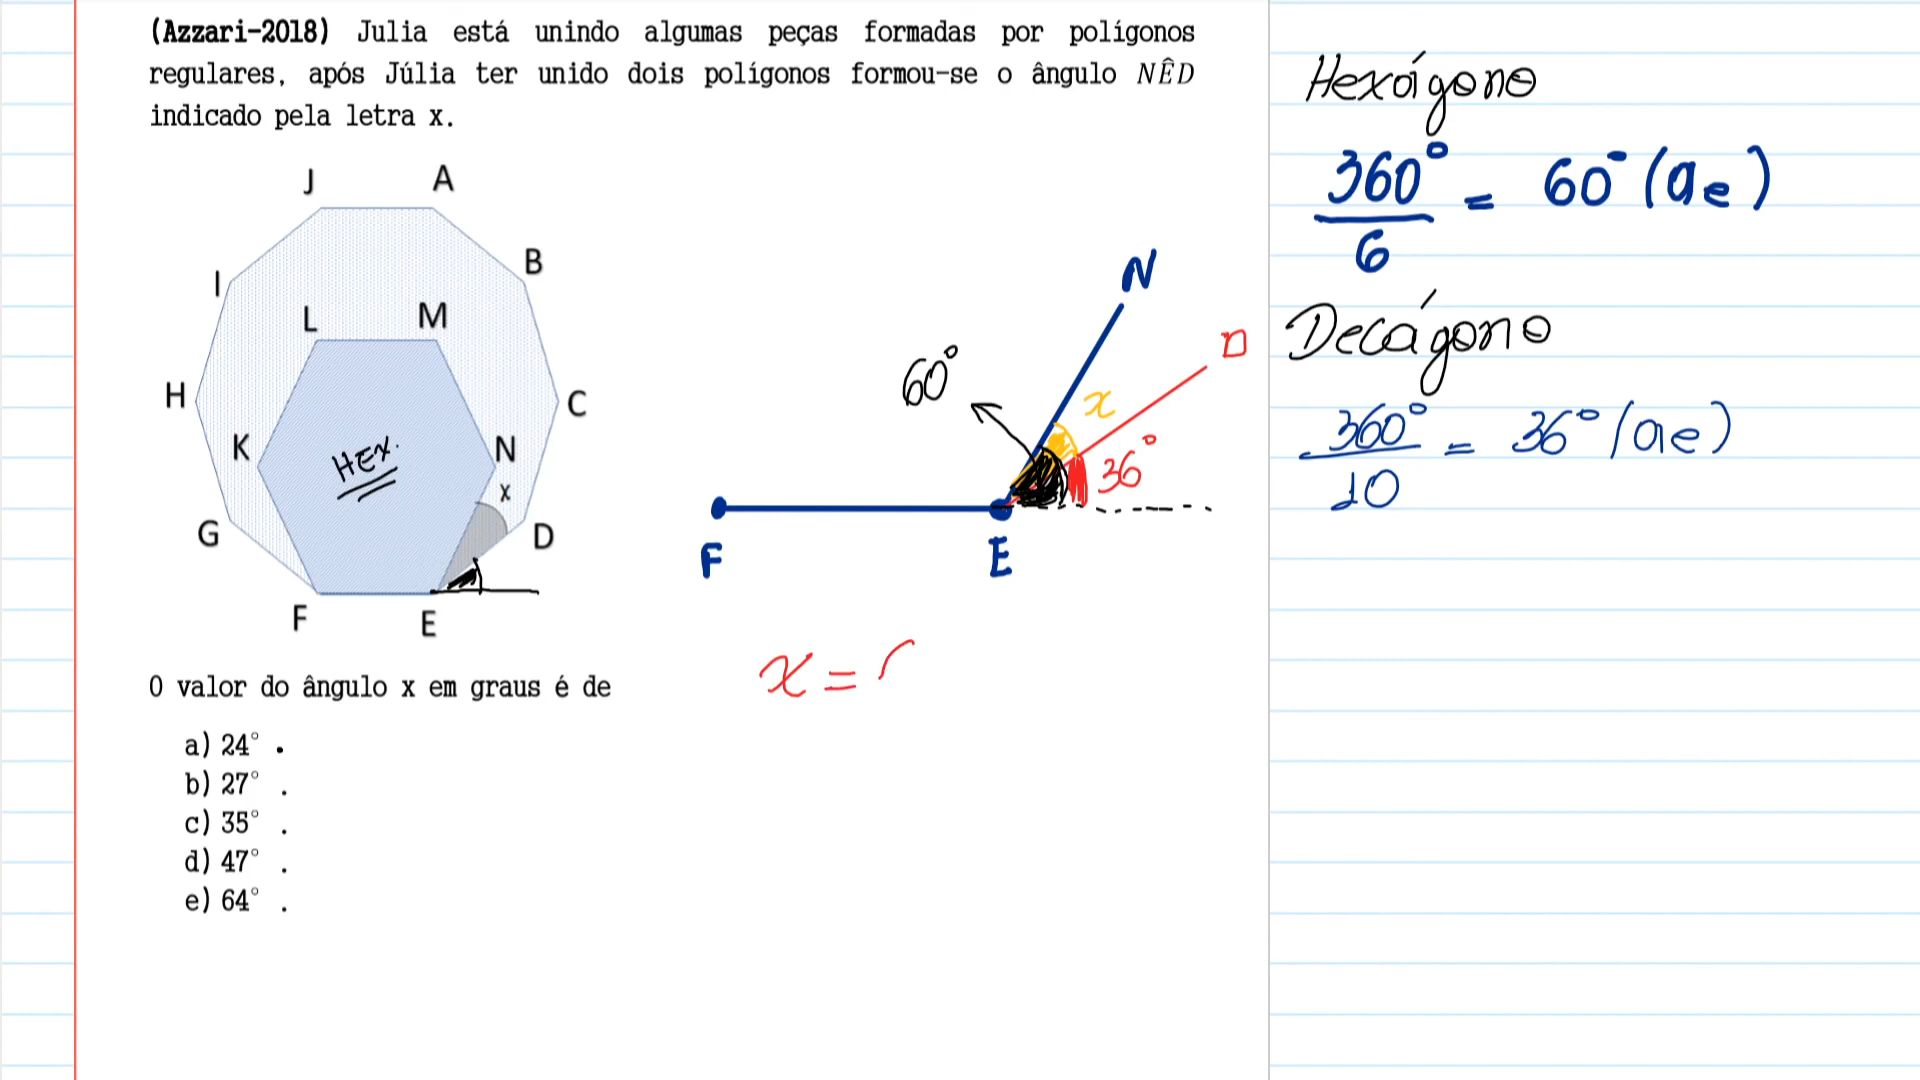 (Azzari-2018) Julia está unindo algumas peças formadas por polígonos
regulares, após Júlia ter unido dois polígonos formou-se o ângulo NÊD
indicado pela letra x.
J A
I B
L M
H C
K HEX. N
x
G D
F E
N
D
60°
x
36°
F E
x =
O valor do ângulo x em graus é de
a) 24° .
b) 27° .
c) 35° .
d) 47° .
e) 64° .
Hexágono
360°
6
= 60° (ae)
Decágono
360°
10
= 36° (ae)